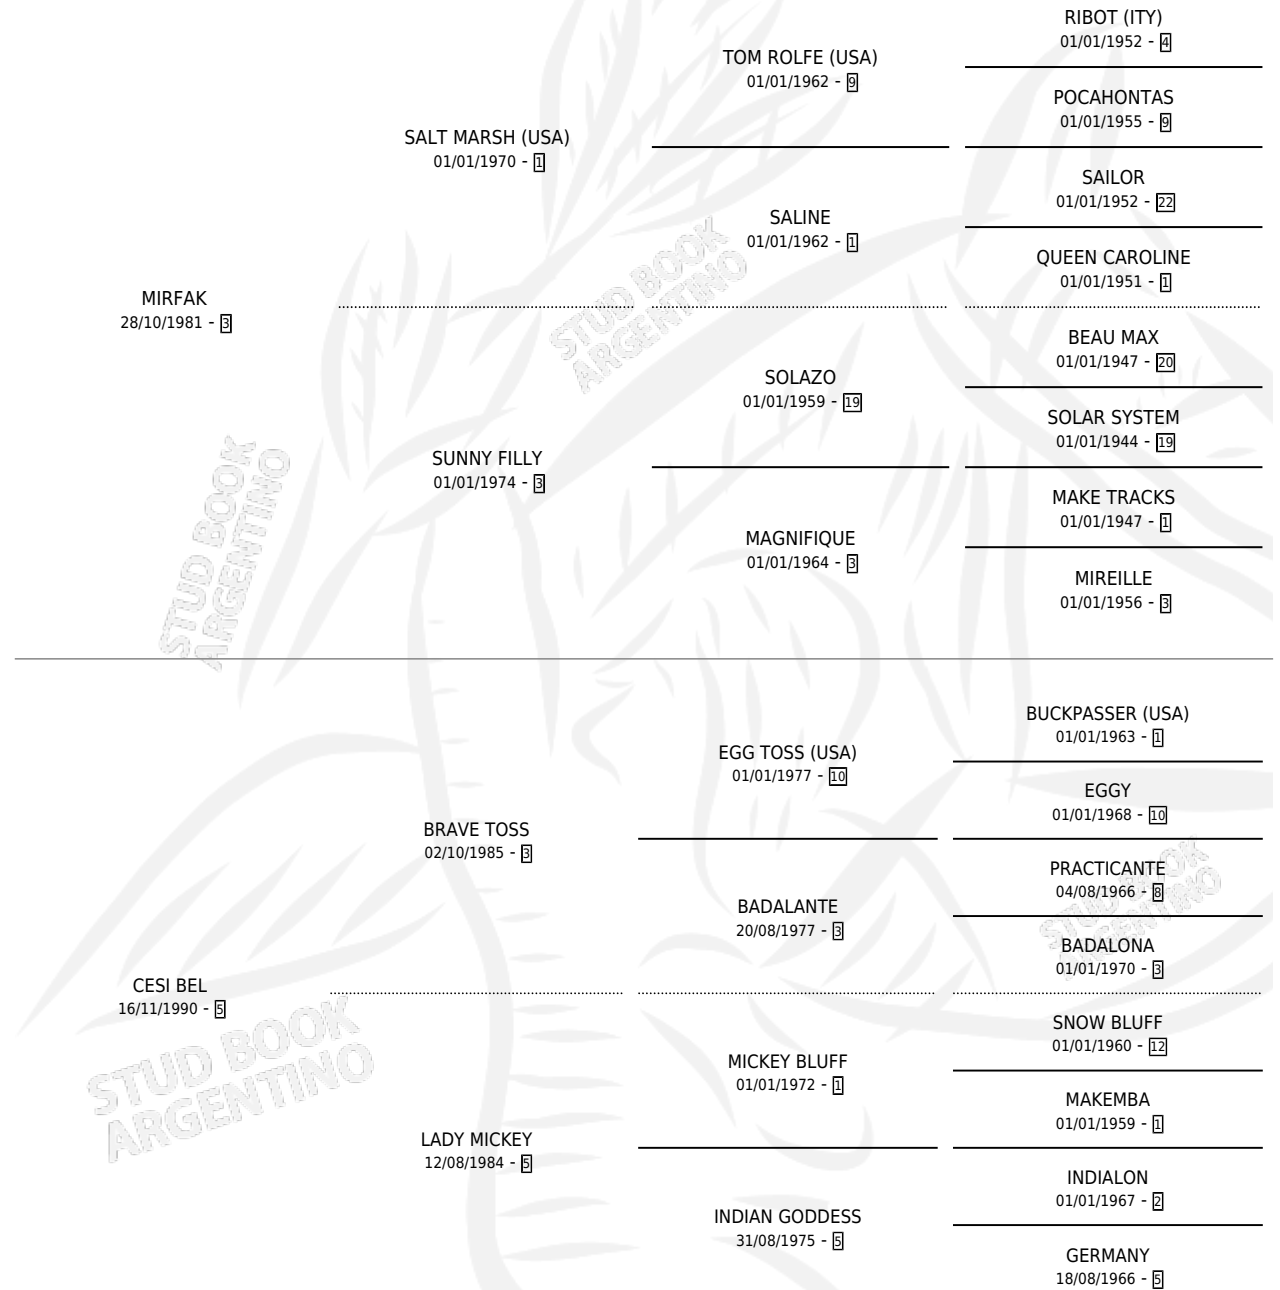 RIBOT (ITY)
01/01/1952 - 4
TOM ROLFE (USA)
01/01/1962 - 9
POCAHONTAS
01/01/1955 - 9
SALT MARSH (USA)
01/01/1970 - 1
SAILOR
01/01/1952 - 22
SALINE
01/01/1962 - 1
QUEEN CAROLINE
01/01/1951 - 1
MIRFAK
28/10/1981 - 3
BEAU MAX
01/01/1947 - 20
SOLAZO
01/01/1959 - 19
SOLAR SYSTEM
01/01/1944 - 19
SUNNY FILLY
01/01/1974 - 3
MAKE TRACKS
01/01/1947 - 1
MAGNIFIQUE
01/01/1964 - 3
MIREILLE
01/01/1956 - 3
STUD BOOK
ARGENTINO
STUD BOOK
ARGENTINO
BUCKPASSER (USA)
01/01/1963 - 1
EGG TOSS (USA)
01/01/1977 - 10
EGGY
01/01/1968 - 10
BRAVE TOSS
02/10/1985 - 3
PRACTICANTE
04/08/1966 - 8
BADALANTE
20/08/1977 - 3
BADALONA
01/01/1970 - 3
CESI BEL
16/11/1990 - 5
SNOW BLUFF
01/01/1960 - 12
MICKEY BLUFF
01/01/1972 - 1
MAKEMBA
01/01/1959 - 1
LADY MICKEY
12/08/1984 - 5
INDIALON
01/01/1967 - 2
INDIAN GODDESS
31/08/1975 - 5
GERMANY
18/08/1966 - 5
STUD BOOK
ARGENTINO
STUD BOOK
ARGENTINO